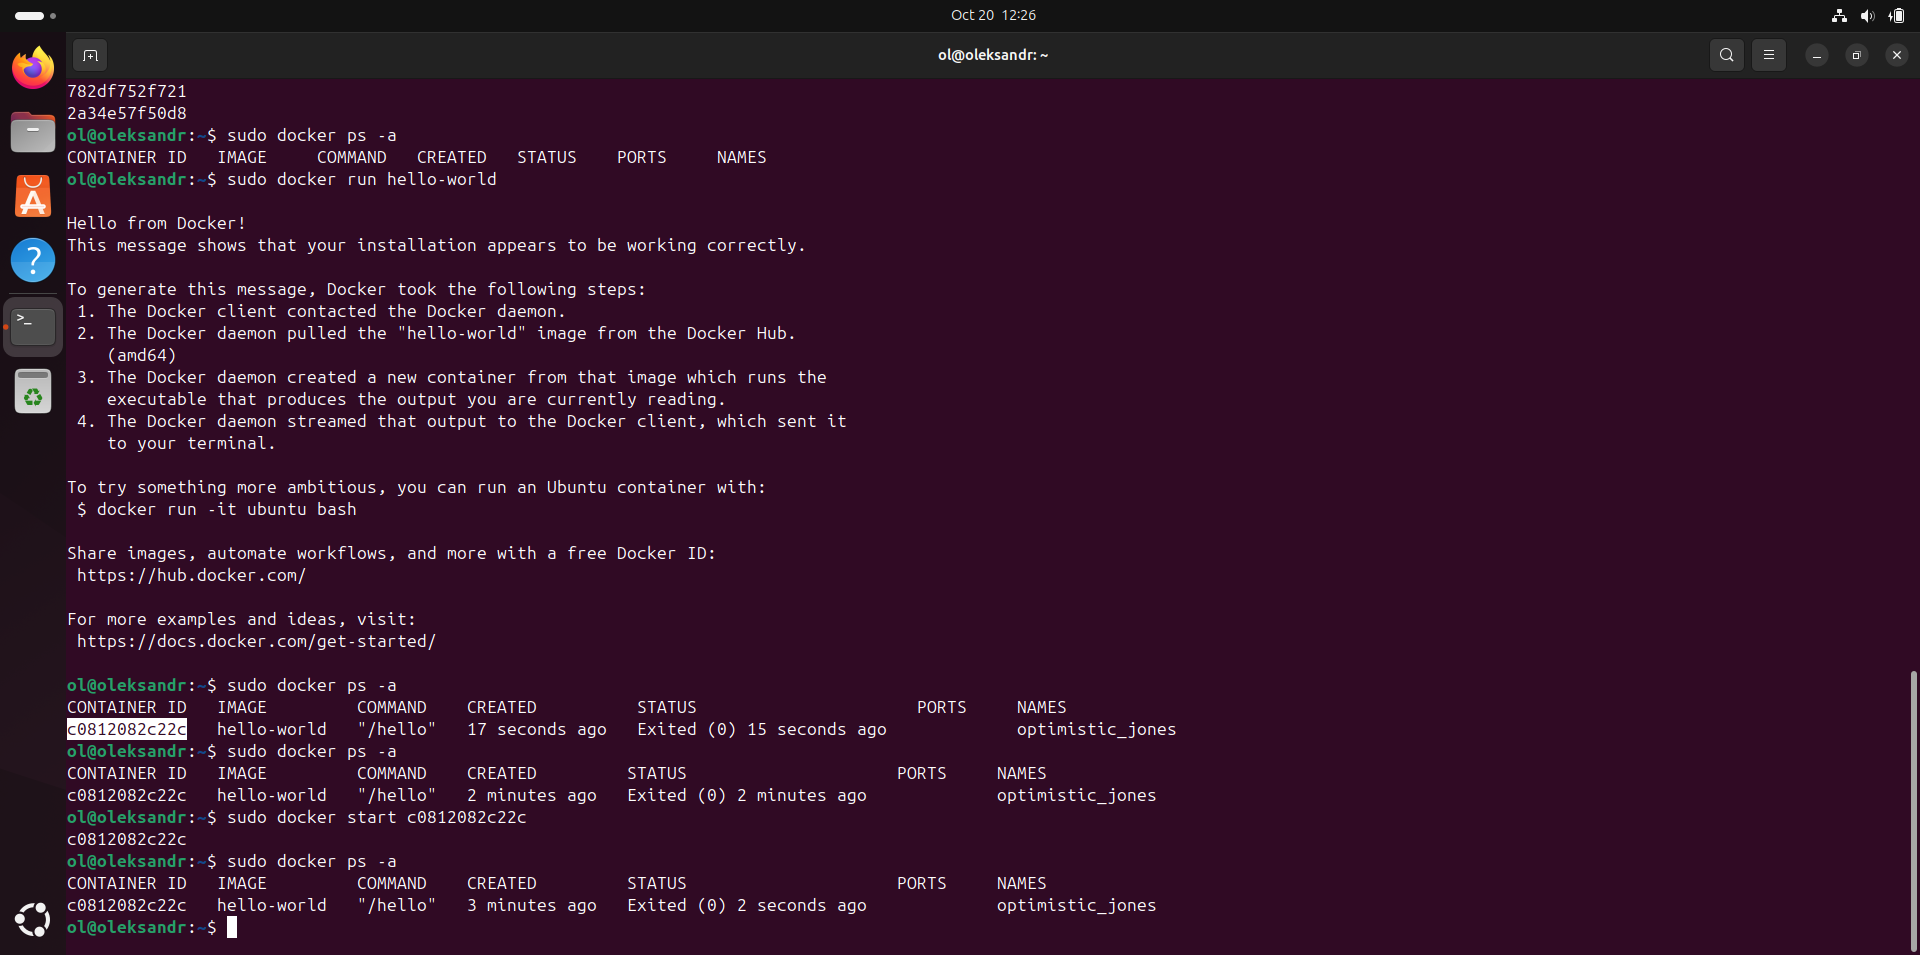 Oct 20 12:26
ol@oleksandr: ~
782df752f721
2a34e57f50d8
ol@oleksandr:~$ sudo docker ps -a
CONTAINER ID   IMAGE     COMMAND   CREATED   STATUS    PORTS     NAMES
ol@oleksandr:~$ sudo docker run hello-world
Hello from Docker!
This message shows that your installation appears to be working correctly.
To generate this message, Docker took the following steps:
 1. The Docker client contacted the Docker daemon.
 2. The Docker daemon pulled the "hello-world" image from the Docker Hub.
    (amd64)
 3. The Docker daemon created a new container from that image which runs the
    executable that produces the output you are currently reading.
 4. The Docker daemon streamed that output to the Docker client, which sent it
    to your terminal.
To try something more ambitious, you can run an Ubuntu container with:
 $ docker run -it ubuntu bash
Share images, automate workflows, and more with a free Docker ID:
 https://hub.docker.com/
For more examples and ideas, visit:
 https://docs.docker.com/get-started/
ol@oleksandr:~$ sudo docker ps -a
CONTAINER ID   IMAGE         COMMAND    CREATED          STATUS                      PORTS     NAMES
c0812082c22c   hello-world   "/hello"   17 seconds ago   Exited (0) 15 seconds ago             optimistic_jones
ol@oleksandr:~$ sudo docker ps -a
CONTAINER ID   IMAGE         COMMAND    CREATED         STATUS                     PORTS     NAMES
c0812082c22c   hello-world   "/hello"   2 minutes ago   Exited (0) 2 minutes ago             optimistic_jones
ol@oleksandr:~$ sudo docker start c0812082c22c
c0812082c22c
ol@oleksandr:~$ sudo docker ps -a
CONTAINER ID   IMAGE         COMMAND    CREATED         STATUS                     PORTS     NAMES
c0812082c22c   hello-world   "/hello"   3 minutes ago   Exited (0) 2 seconds ago             optimistic_jones
ol@oleksandr:~$